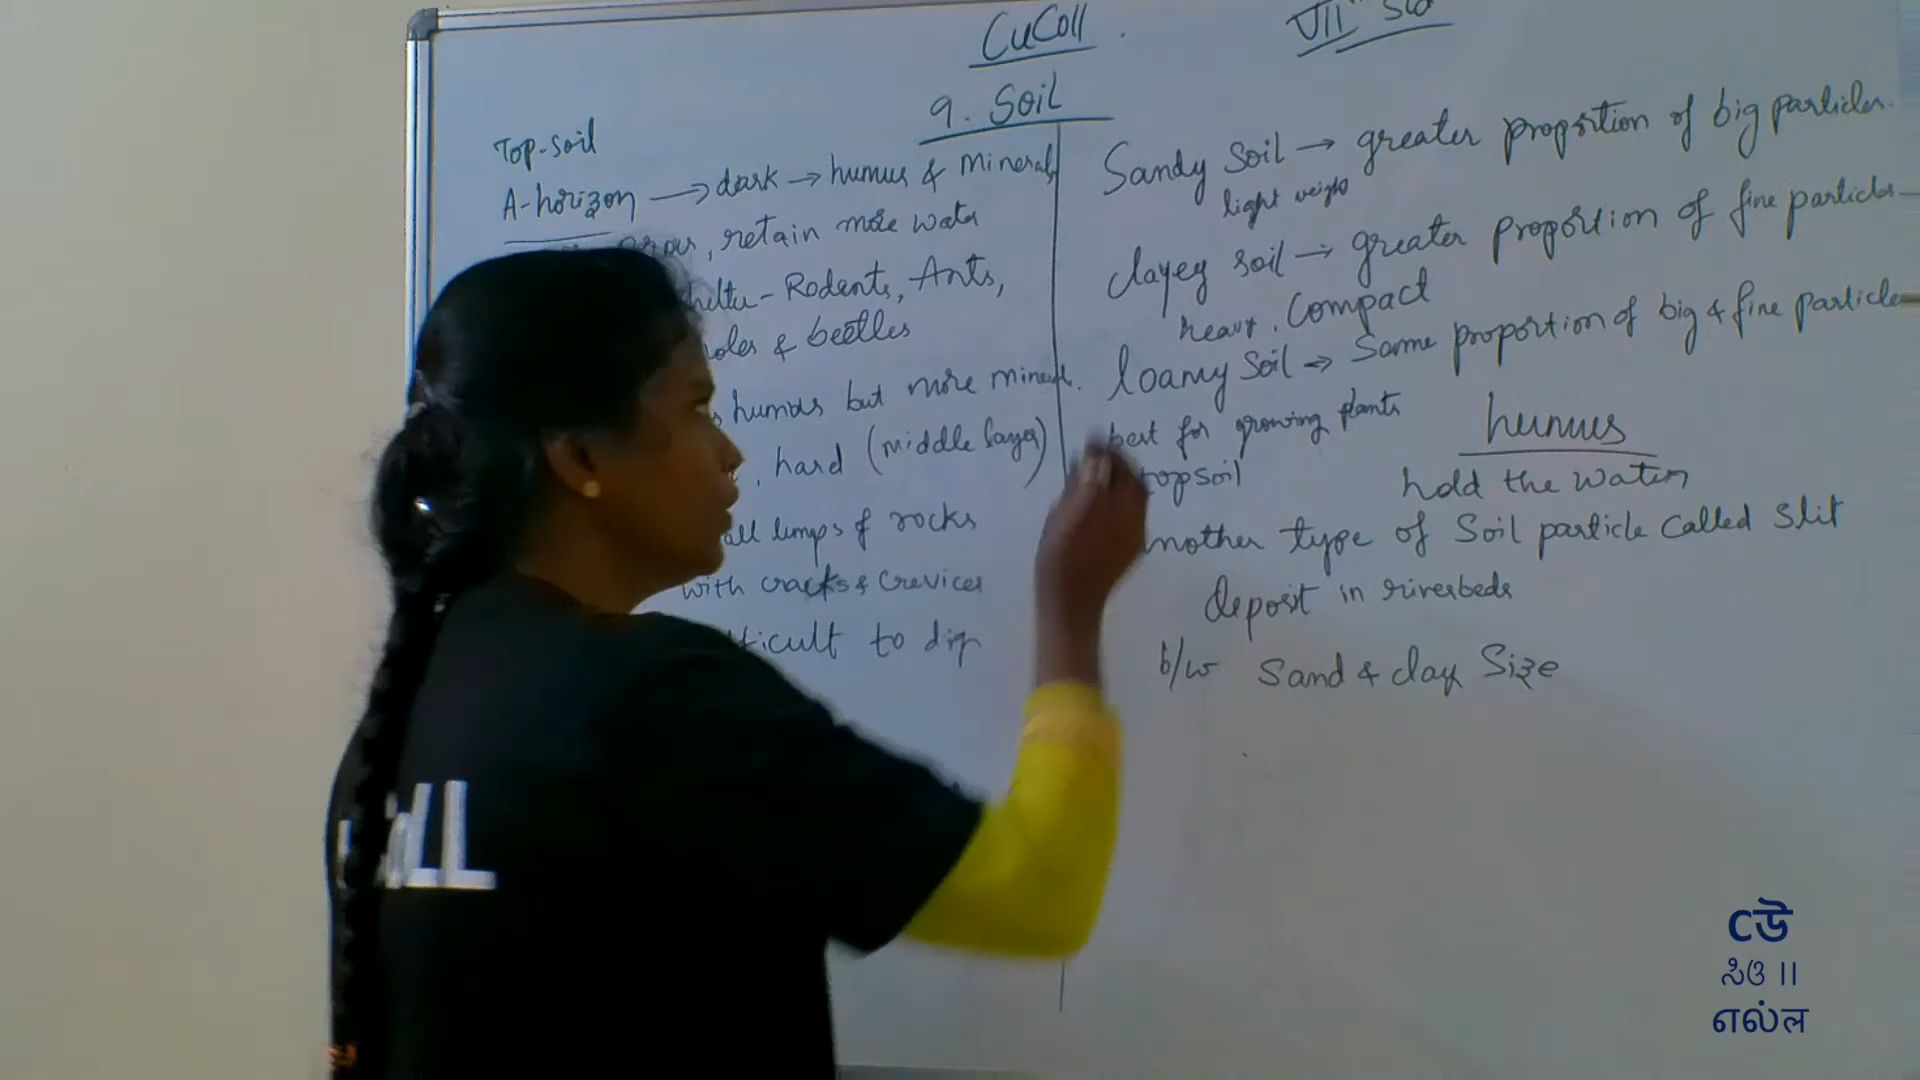 CuColl
VII
9. Soil
Top-soil
A-horizon → dark → humus & minerals
, retain more water
- Rodents, Ants,
& beetles
humus but more
, hard (middle layer)
lumps of rocks
with cracks & crevices
to dig
Sandy Soil → greater proportion of big particles.
light weight
clayey soil → greater proportion of fine particles
heavy. Compact
loamy Soil → Same proportion of big & fine particle
best for growing plants
topsoil
humus
hold the water
type of Soil particle called Slit
deposit in riverbeds
b/w Sand & clay Size
LL
Cউ
ಸಿಓ ll
எல்ல